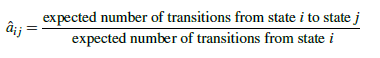 â_ij = expected number of transitions from state i to state j
expected number of transitions from state i